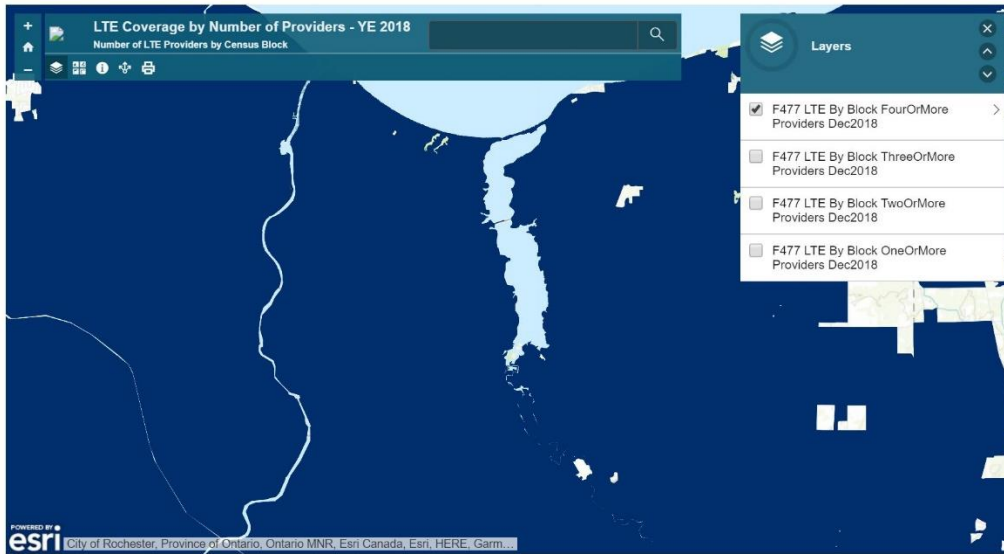 LTE Coverage by Number of Providers - YE 2018
Number of LTE Providers by Census Block
Layers
F477 LTE By Block FourOrMore
Providers Dec2018
F477 LTE By Block ThreeOrMore
Providers Dec2018
F477 LTE By Block TwoOrMore
Providers Dec2018
F477 LTE By Block OneOrMore
Providers Dec2018
POWERED BY
esri
City of Rochester, Province of Ontario, Ontario MNR, Esri Canada, Esri, HERE, Garm...